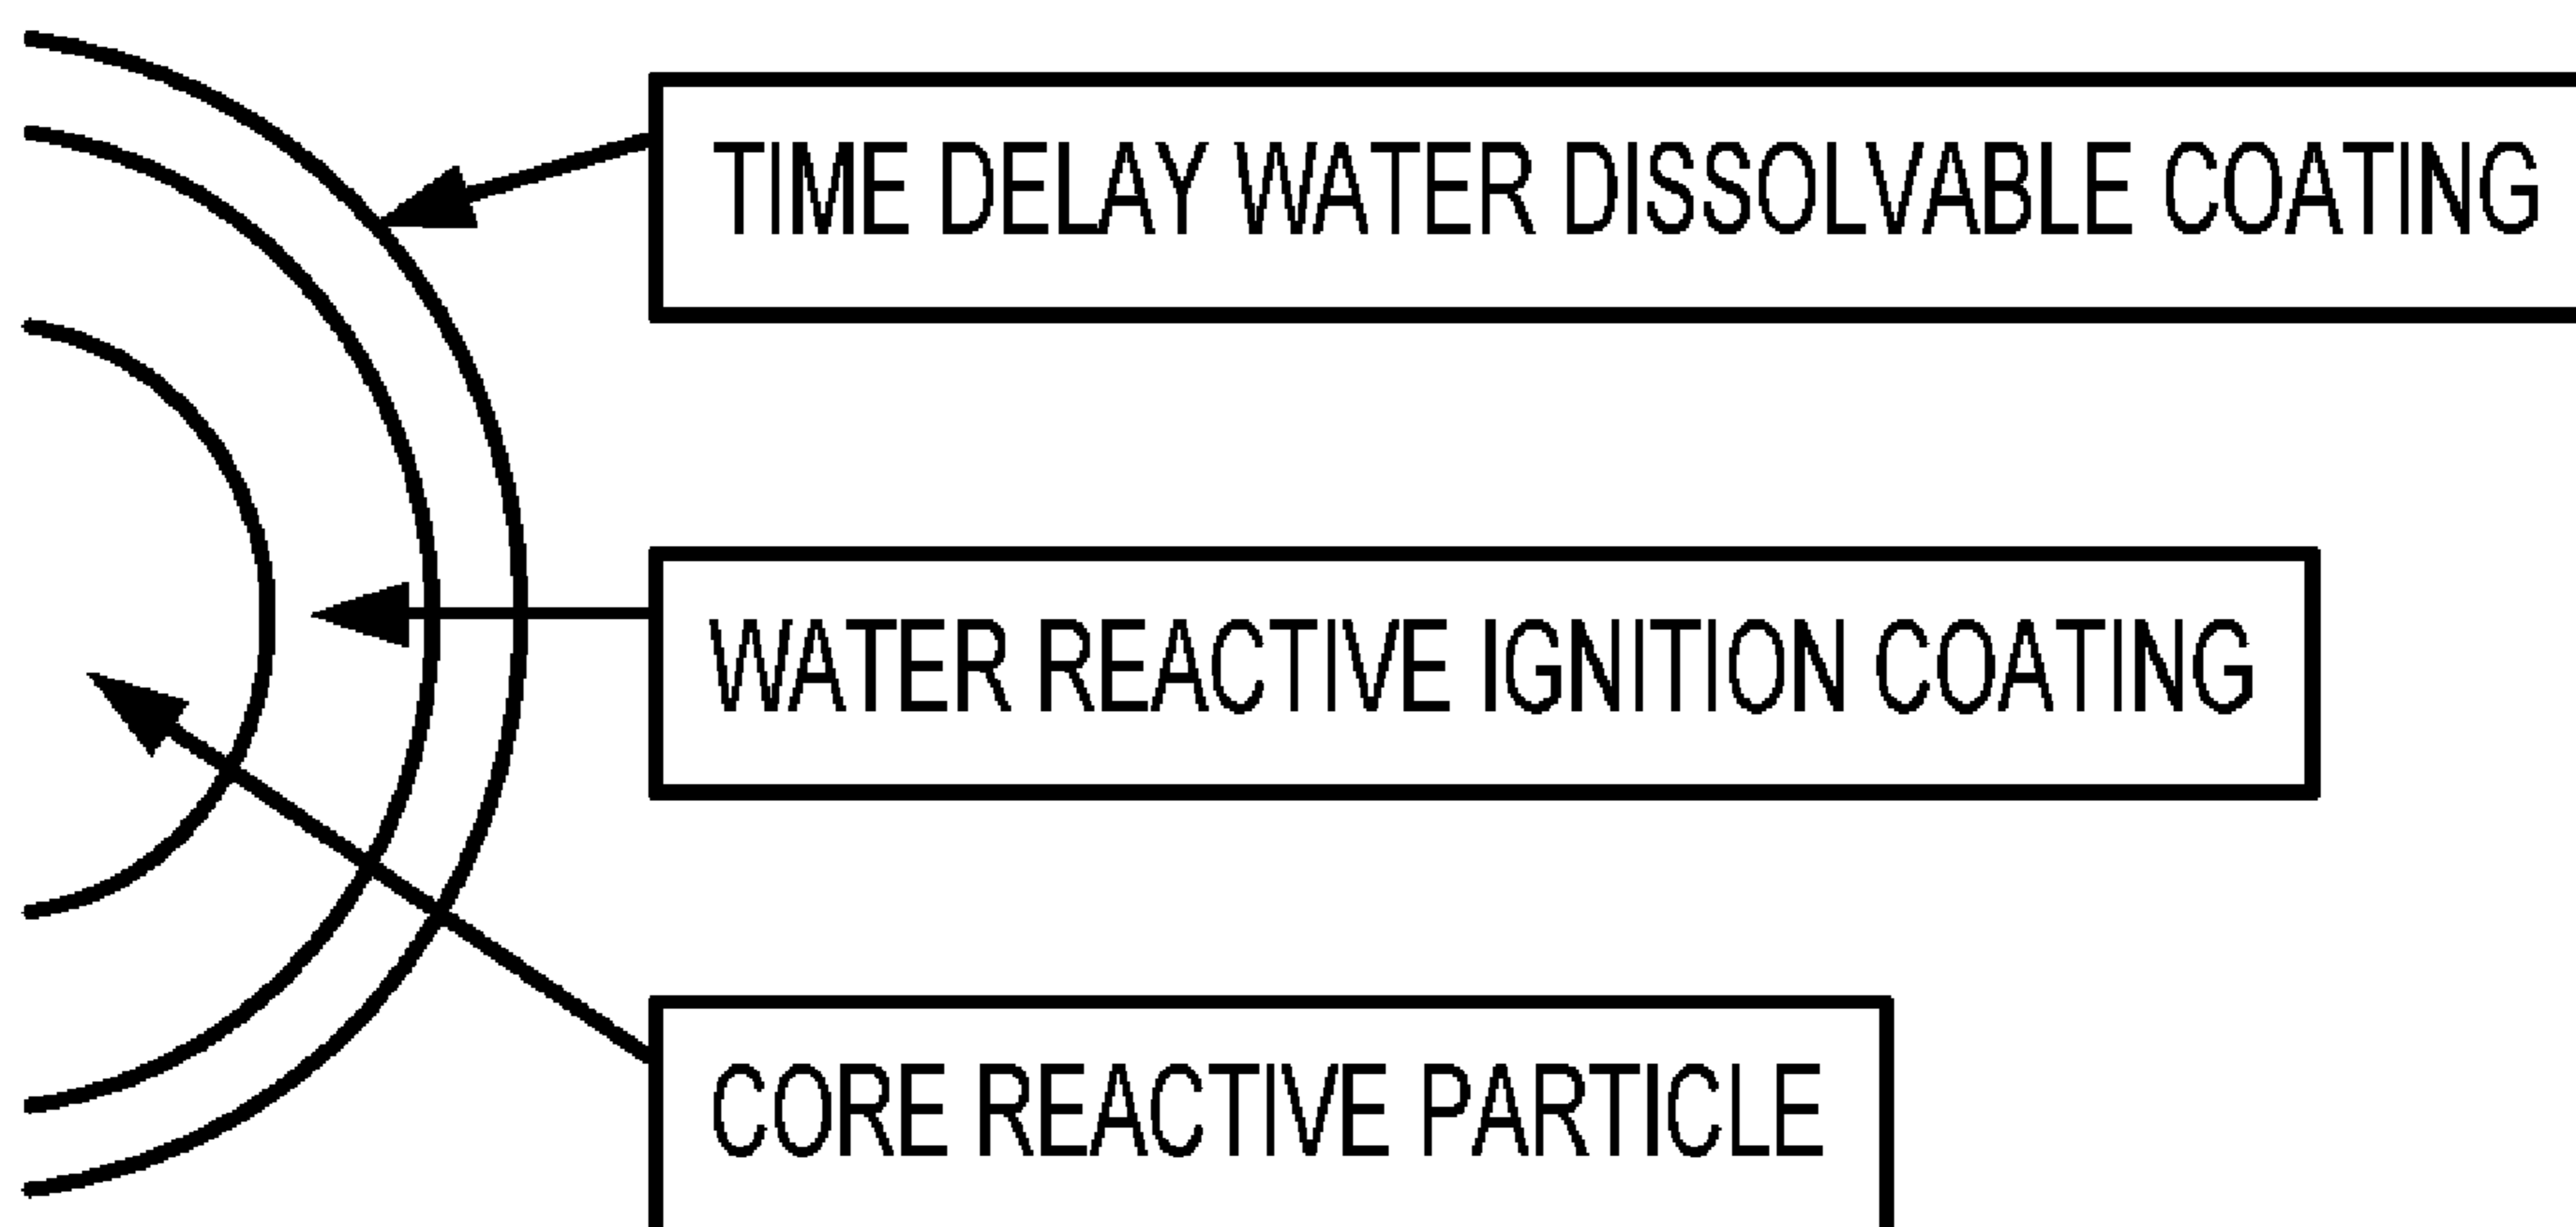 TIME DELAY WATER DISSOLVABLE COATING
WATER REACTIVE IGNITION COATING
CORE REACTIVE PARTICLE